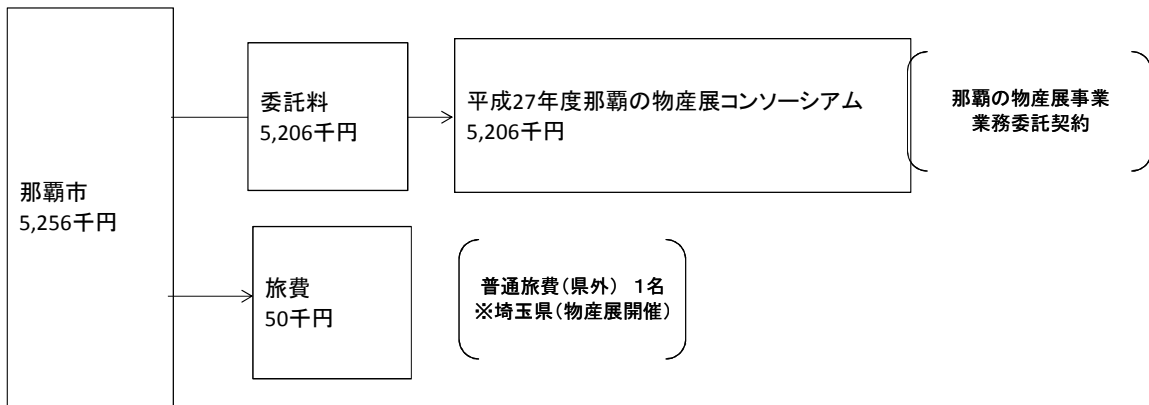 那覇市
5,256千円
委託料
5,206千円
平成27年度那覇の物産展コンソーシアム
5,206千円
那覇の物産展事業
業務委託契約
旅費
50千円
普通旅費(県外) 1名
※埼玉県(物産展開催)